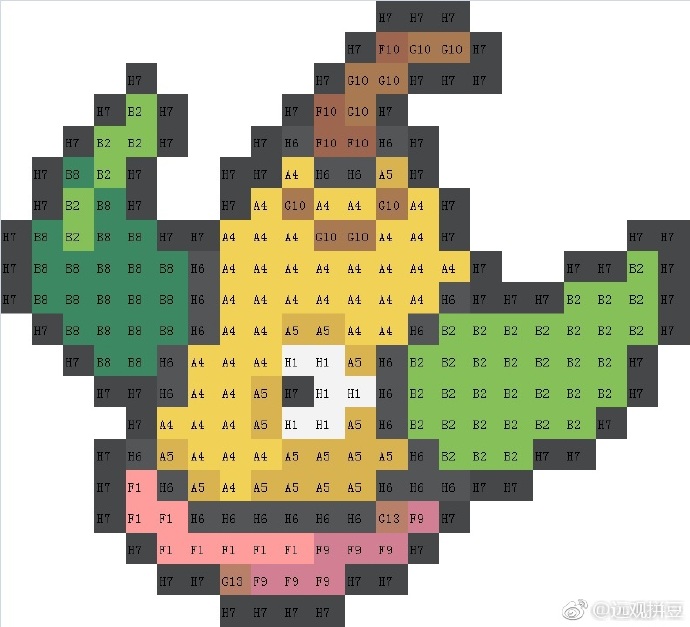 H7 H7 H7
H7 F10 G10 G10 H7
H7 H7 G10 G10 H7 H7 H7
H7 B2 H7 H7 F10 G10 H7
H7 B2 B2 H7 H7 H6 F10 F10 H6 H7
H7 B8 B2 H7 H7 H7 A4 H6 H6 A5 H7
H7 B2 B8 H7 H7 A4 G10 A4 A4 G10 A4 H7
H7 B8 B2 B8 B8 H7 H7 A4 A4 A4 G10 G10 A4 A4 H7 H7 H7
H7 B8 B8 B8 B8 B8 H6 A4 A4 A4 A4 A4 A4 A4 A4 H7 H7 H7 B2 H7
H7 B8 B8 B8 B8 B8 H6 A4 A4 A4 A4 A4 A4 A4 H6 H7 H7 H7 B2 B2 B2 H7
H7 B8 B8 B8 B8 H6 A4 A4 A5 A5 A4 A4 H6 B2 B2 B2 B2 B2 B2 B2 H7
H7 B8 B8 H6 A4 A4 A4 H1 H1 A5 H6 B2 B2 B2 B2 B2 B2 B2 H7
H7 H7 H6 A4 A4 A5 H7 H1 H1 H6 B2 B2 B2 B2 B2 B2 B2 H7
H7 A4 A4 A4 A5 H1 H1 A5 H6 B2 B2 B2 B2 B2 B2 H7
H7 H6 A5 A4 A4 A4 A5 A5 A5 A5 H6 B2 B2 B2 H7 H7
H7 F1 H6 A5 A4 A5 A5 A5 A5 H6 H6 H6 H7 H7
H7 F1 F1 H6 H6 H6 H6 H6 H6 G13 F9 H7
H7 F1 F1 F1 F1 F1 F9 F9 F9 H7
H7 H7 G13 F9 F9 F9 H7 H7
H7 H7 H7 H7
@远观拼豆